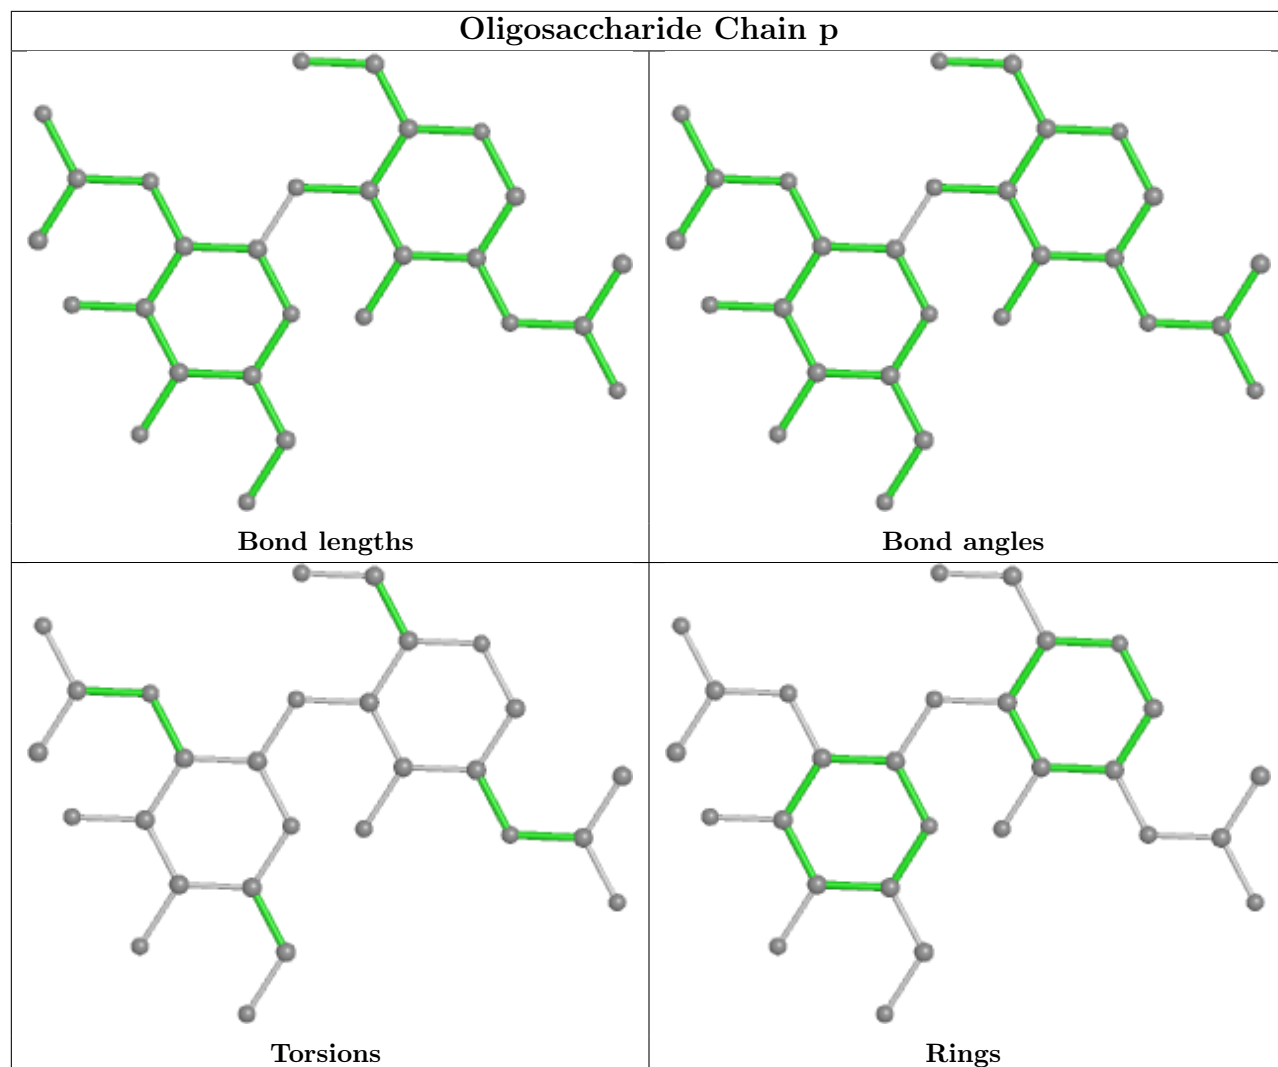 Oligosaccharide Chain p
Bond lengths
Bond angles
Torsions
Rings